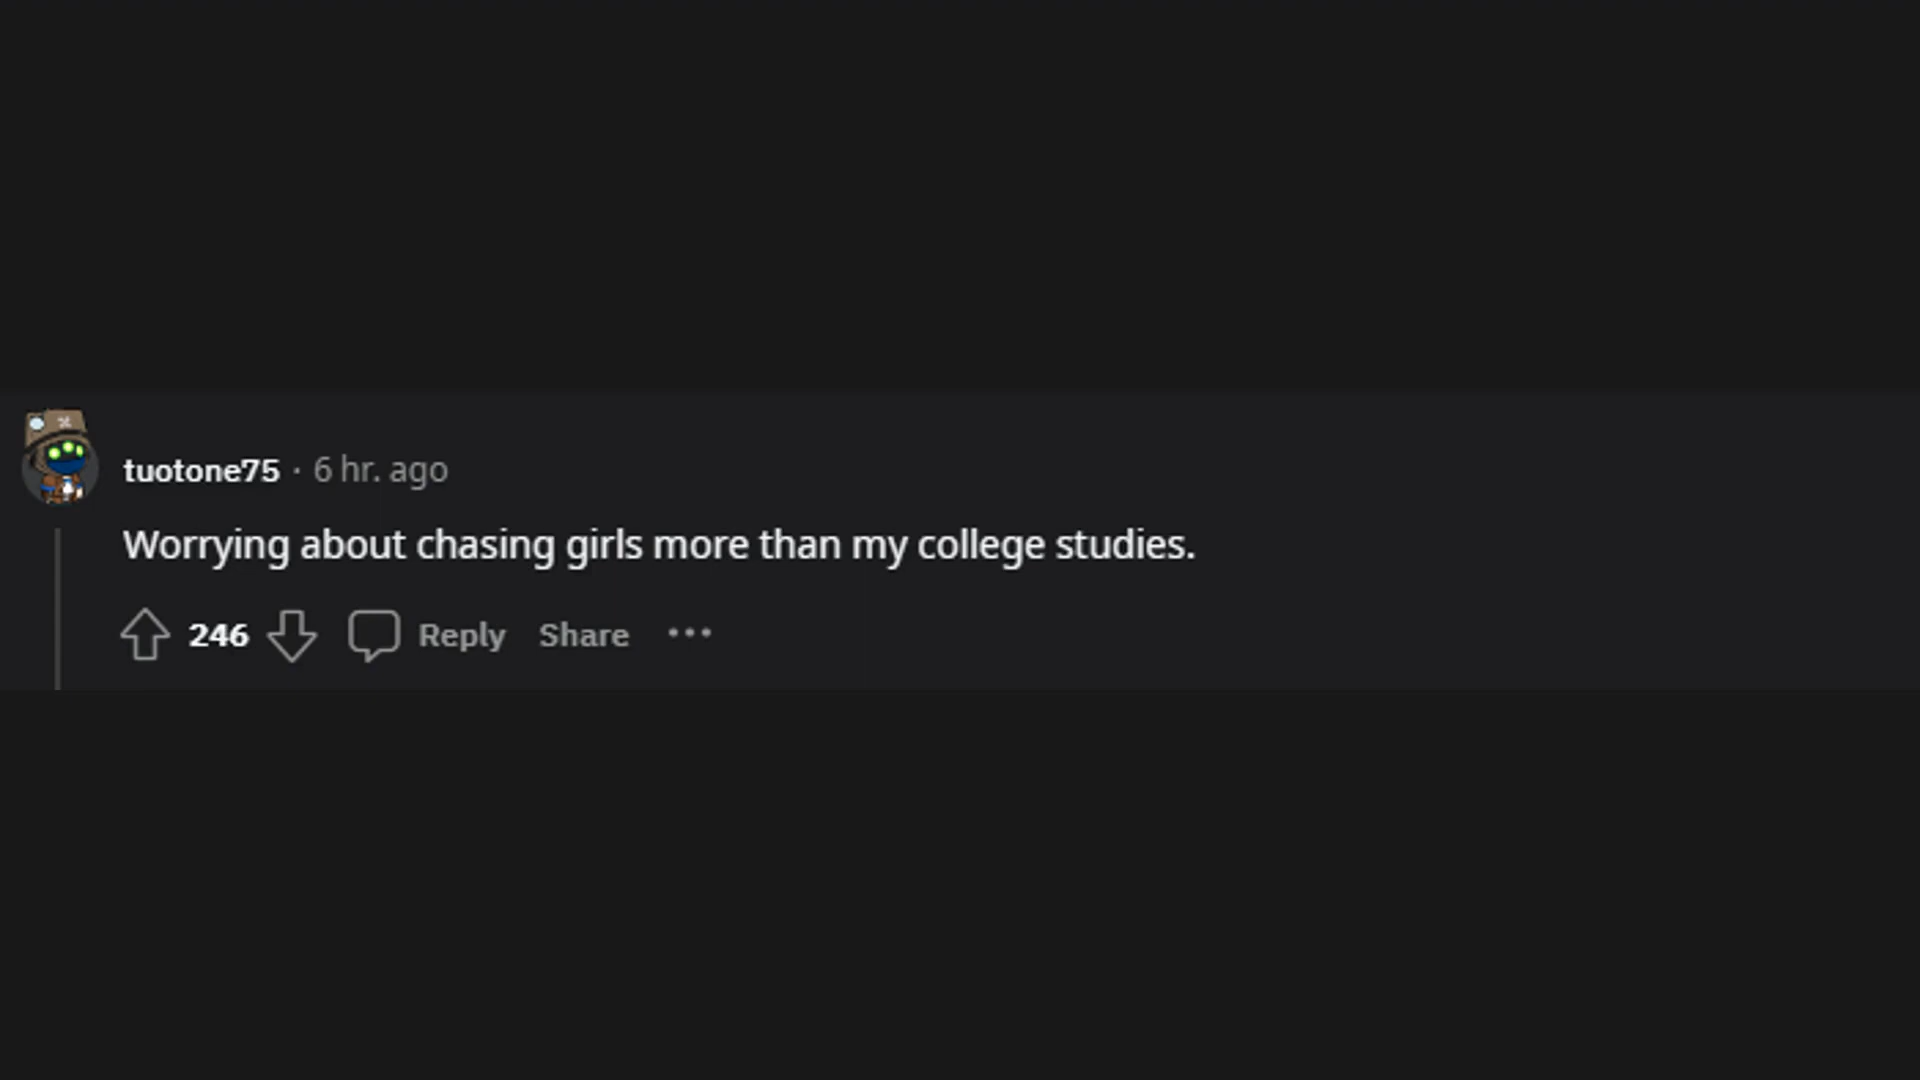 tuotone75 · 6 hr. ago
Worrying about chasing girls more than my college studies.
246 Reply Share ···